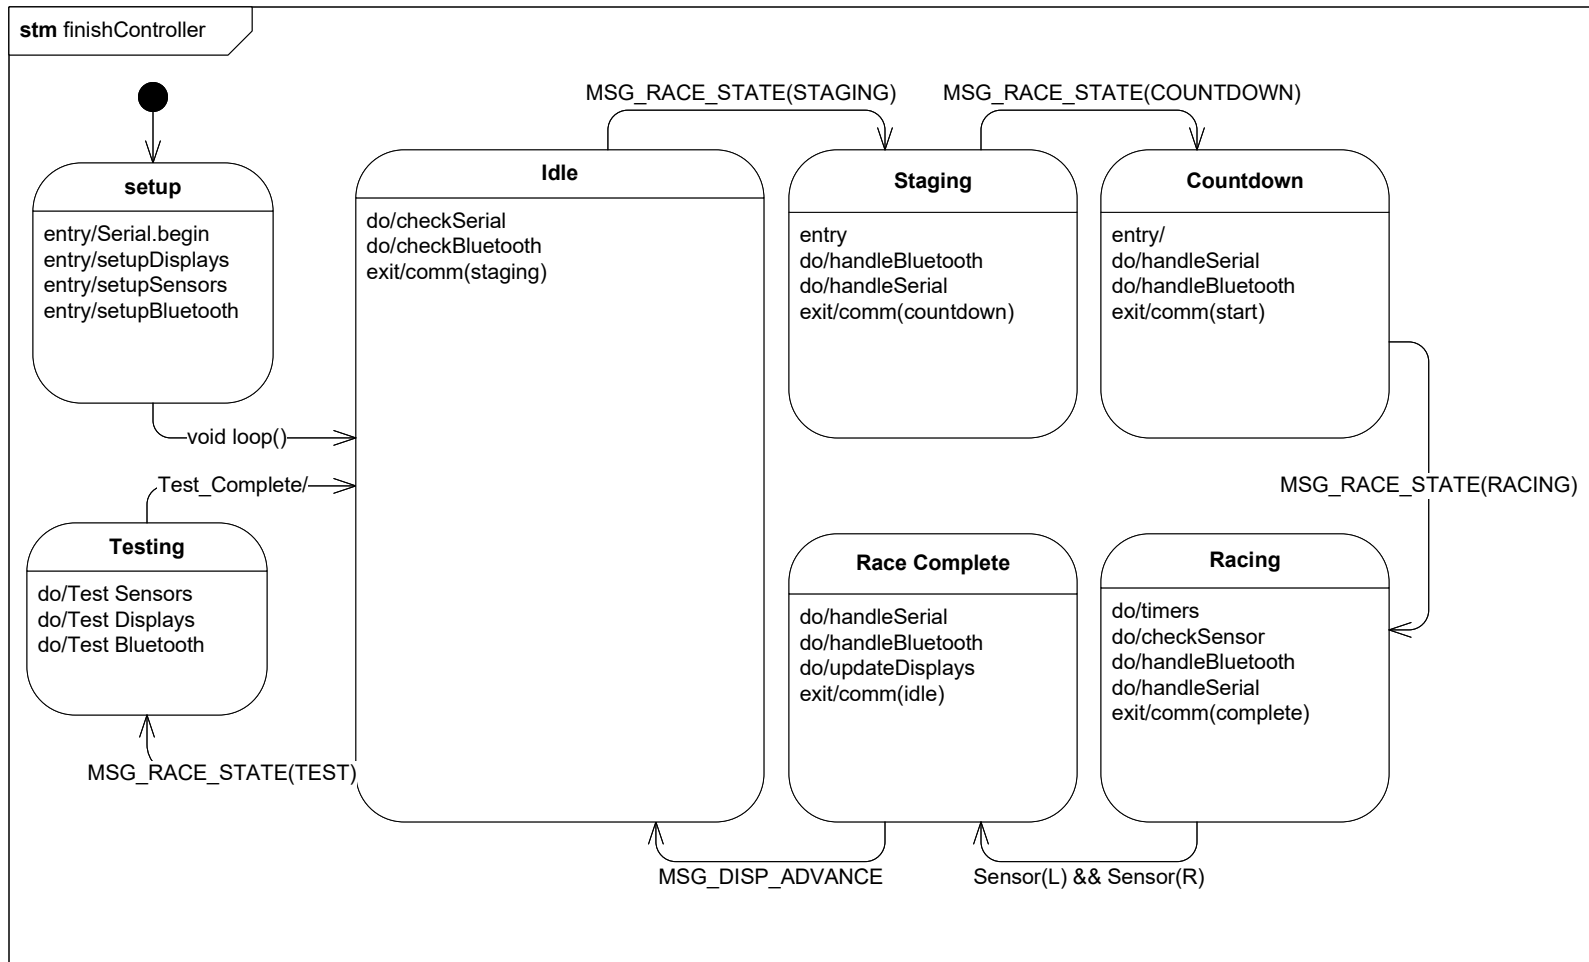 stm finishController
MSG_RACE_STATE(STAGING)
MSG_RACE_STATE(COUNTDOWN)
setup
entry/Serial.begin
entry/setupDisplays
entry/setupSensors
entry/setupBluetooth
Idle
do/checkSerial
do/checkBluetooth
exit/comm(staging)
Staging
entry
do/handleBluetooth
do/handleSerial
exit/comm(countdown)
Countdown
entry/
do/handleSerial
do/handleBluetooth
exit/comm(start)
void loop()
Test_Complete/
MSG_RACE_STATE(RACING)
Testing
do/Test Sensors
do/Test Displays
do/Test Bluetooth
Race Complete
do/handleSerial
do/handleBluetooth
do/updateDisplays
exit/comm(idle)
Racing
do/timers
do/checkSensor
do/handleBluetooth
do/handleSerial
exit/comm(complete)
MSG_RACE_STATE(TEST)
MSG_DISP_ADVANCE
Sensor(L) && Sensor(R)